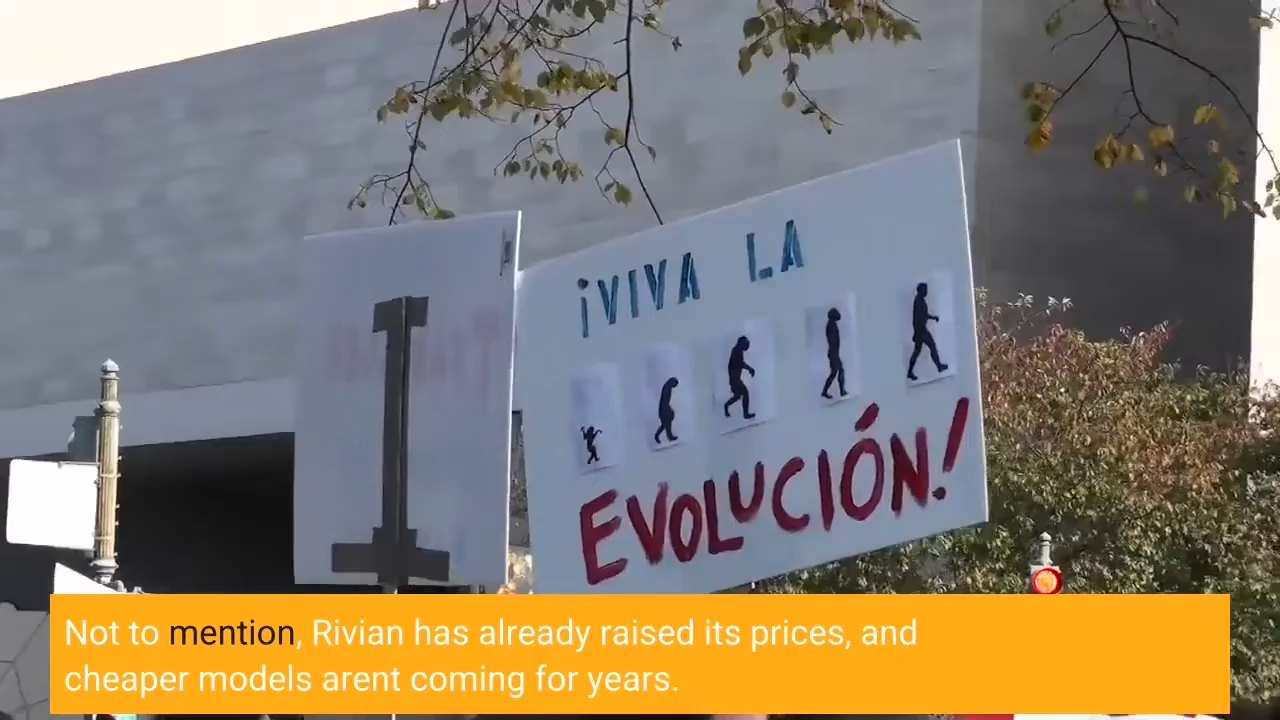 ¡VIVA LA
EVOLUCIÓN!
Not to mention, Rivian has already raised its prices, and
cheaper models arent coming for years.